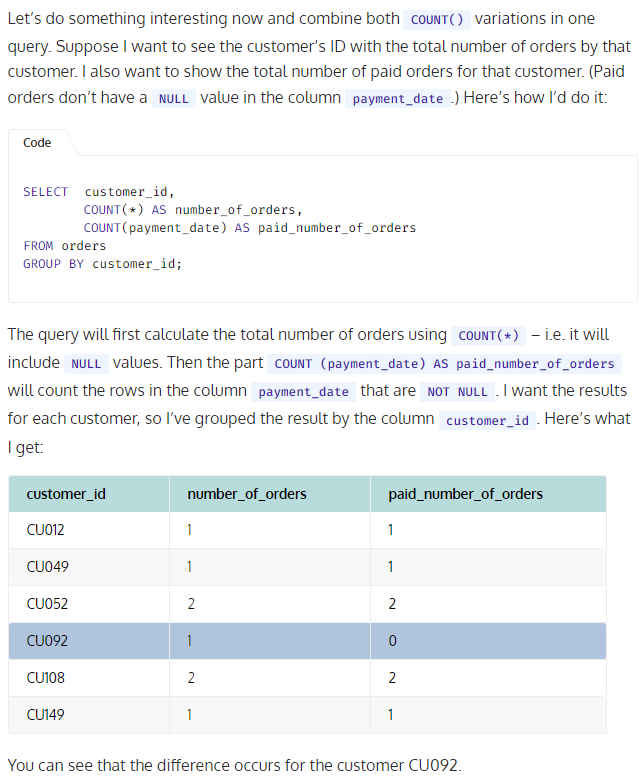 Let’s do something interesting now and combine both COUNT() variations in one
query. Suppose I want to see the customer’s ID with the total number of orders by that
customer. I also want to show the total number of paid orders for that customer. (Paid
orders don’t have a NULL value in the column payment_date .) Here’s how I’d do it:
Code
SELECT customer_id,
COUNT(*) AS number_of_orders,
COUNT(payment_date) AS paid_number_of_orders
FROM orders
GROUP BY customer_id;
The query will first calculate the total number of orders using COUNT(*) – i.e. it will
include NULL values. Then the part COUNT (payment_date) AS paid_number_of_orders
will count the rows in the column payment_date that are NOT NULL . I want the results
for each customer, so I’ve grouped the result by the column customer_id . Here’s what
I get:
customer_id number_of_orders paid_number_of_orders
CU012 1 1
CU049 1 1
CU052 2 2
CU092 1 0
CU108 2 2
CU149 1 1
You can see that the difference occurs for the customer CU092.